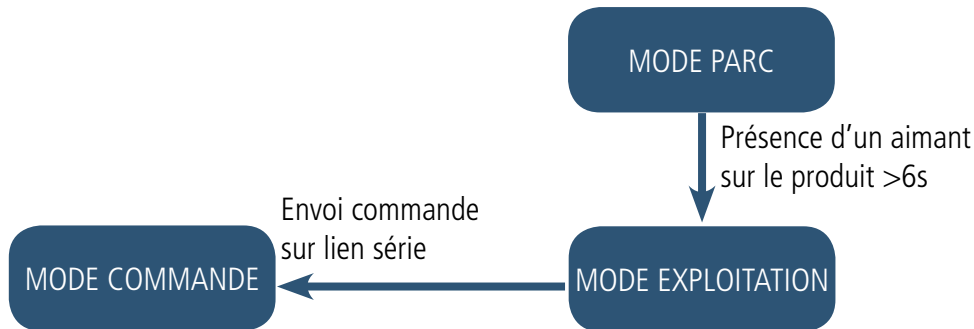 MODE PARC
Présence d’un aimant
sur le produit >6s
Envoi commande
sur lien série
MODE COMMANDE
MODE EXPLOITATION